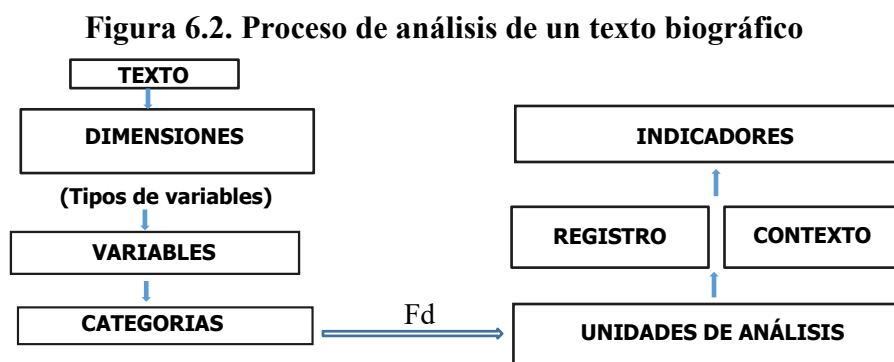 Figura 6.2. Proceso de análisis de un texto biográfico
TEXTO
DIMENSIONES
(Tipos de variables)
VARIABLES
CATEGORIAS
Fd
UNIDADES DE ANÁLISIS
REGISTRO
CONTEXTO
INDICADORES